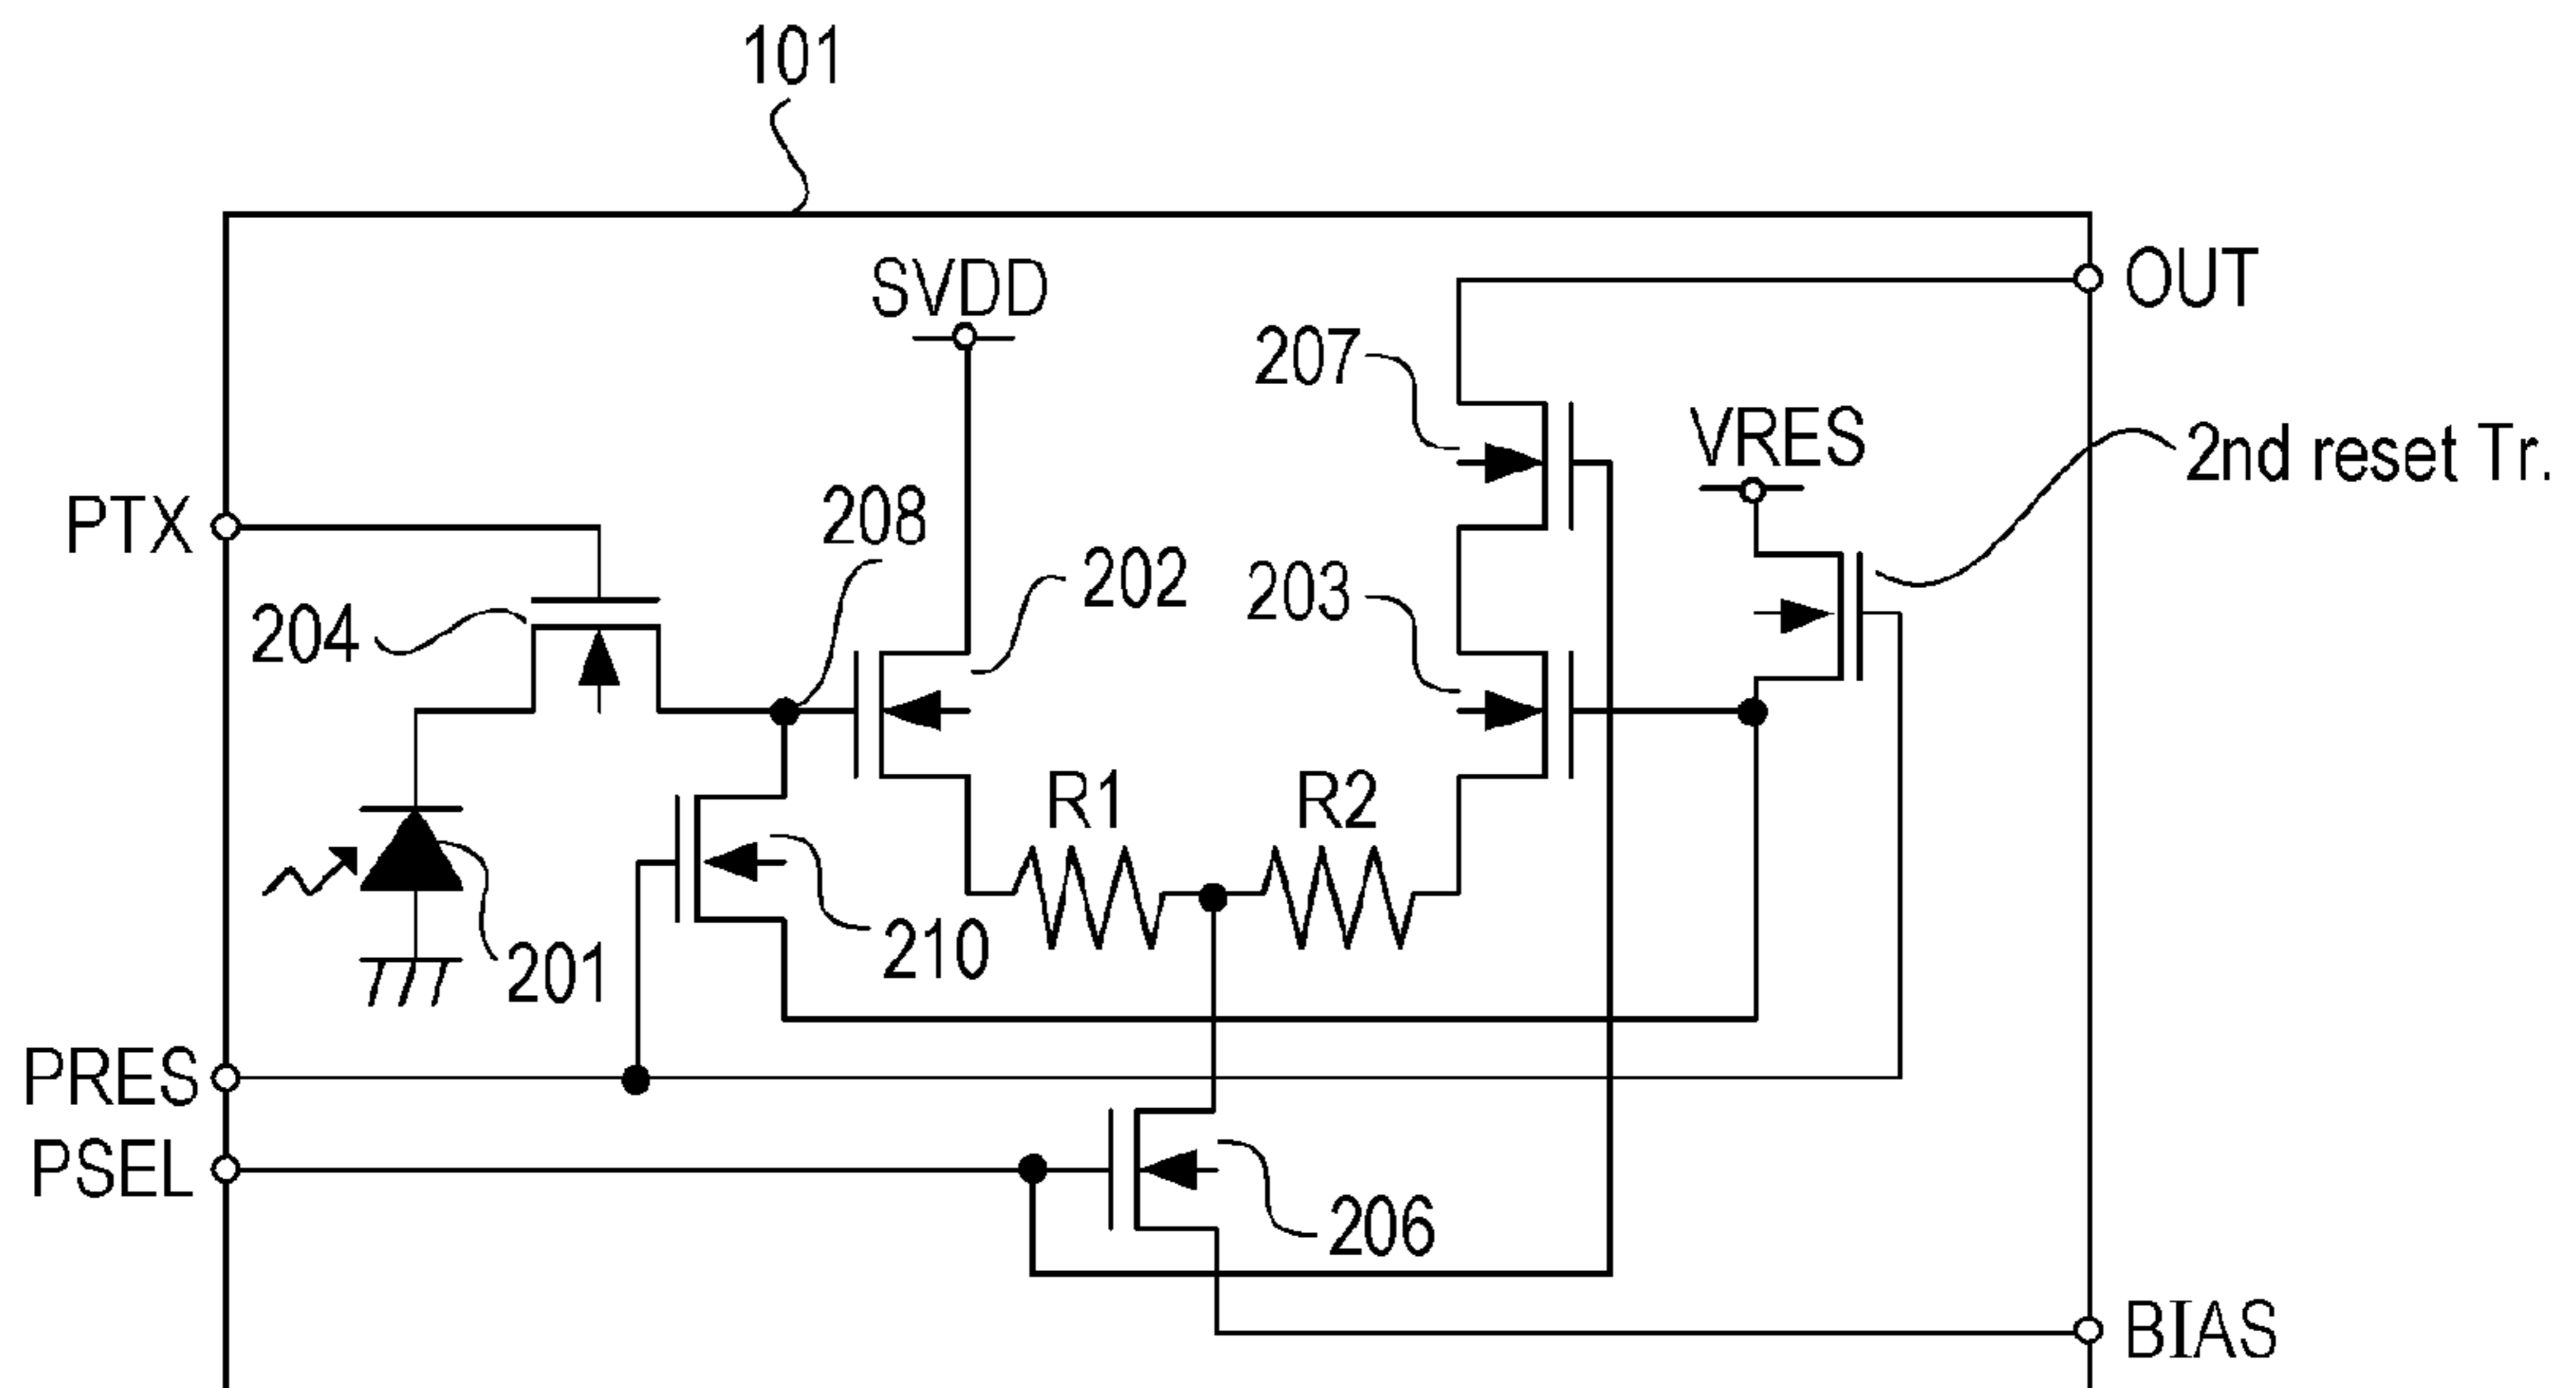 101
SVDD
OUT
207
VRES
2nd reset Tr.
PTX
208
202
203
204
R1
R2
201
210
PRES
PSEL
206
BIAS